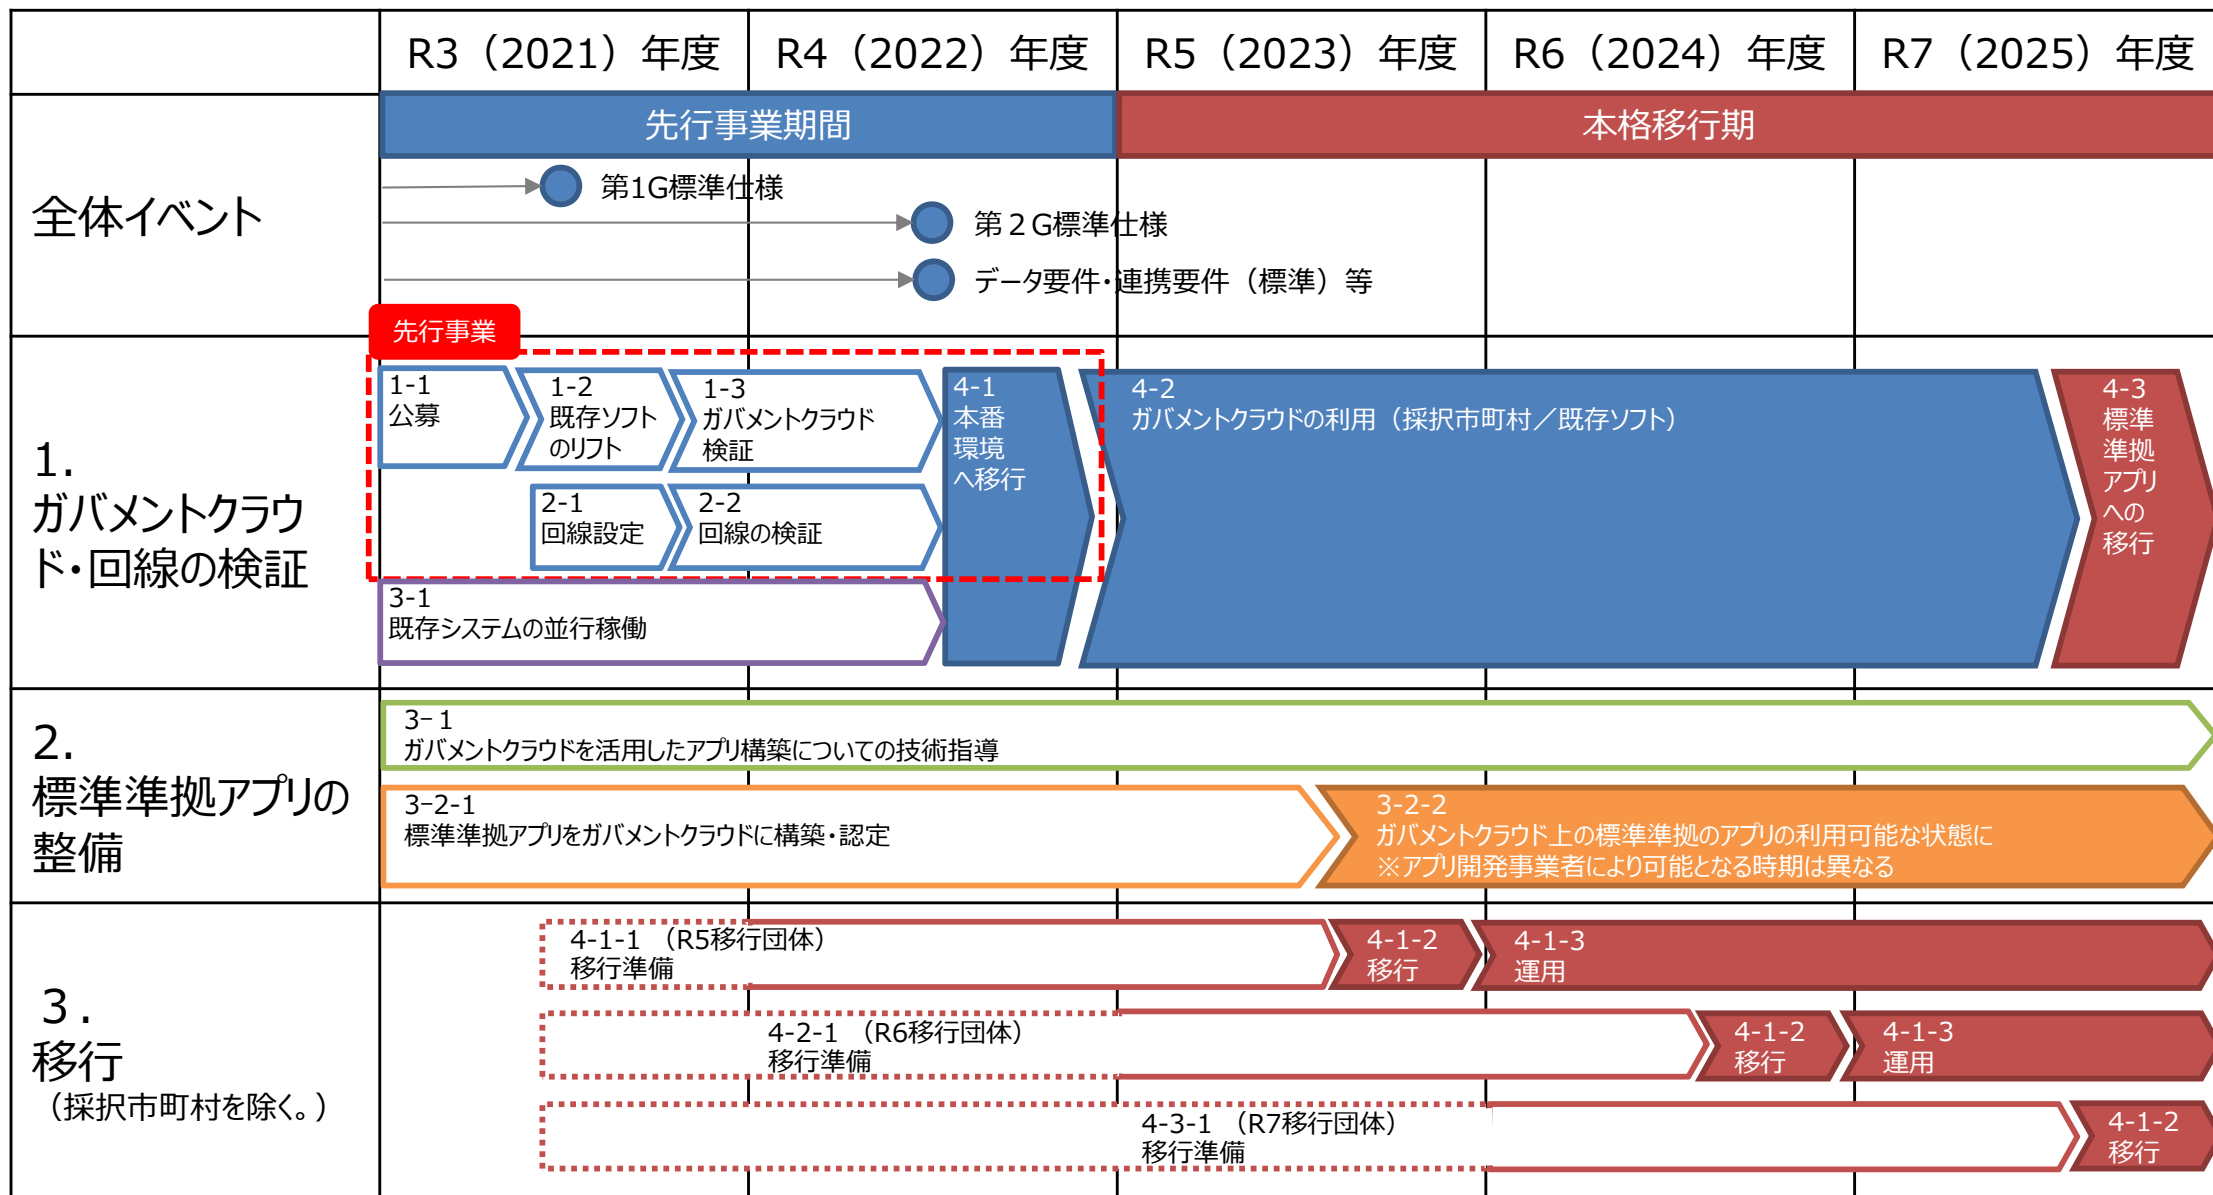 R3（2021）年度
R4（2022）年度
R5（2023）年度
R6（2024）年度
R7（2025）年度
先行事業期間
本格移行期
全体イベント
第1G標準仕様
第２G標準仕様
データ要件・連携要件（標準）等
先行事業
1.
ガバメントクラウ
ド・回線の検証
1-1
公募
1-2
既存ソフト
のリフト
1-3
ガバメントクラウド
検証
2-1
回線設定
2-2
回線の検証
3-1
既存システムの並行稼働
4-1
本番
環境
へ移行
4-2
ガバメントクラウドの利用（採択市町村／既存ソフト）
4-3
標準
準拠
アプリ
への
移行
2.
標準準拠アプリの
整備
3-1
ガバメントクラウドを活用したアプリ構築についての技術指導
3-2-1
標準準拠アプリをガバメントクラウドに構築・認定
3-2-2
ガバメントクラウド上の標準準拠のアプリの利用可能な状態に
※アプリ開発事業者により可能となる時期は異なる
３.
移行
（採択市町村を除く。）
4-1-1 （R5移行団体）
移行準備
4-1-2
移行
4-1-3
運用
4-2-1 （R6移行団体）
移行準備
4-1-2
移行
4-1-3
運用
4-3-1 （R7移行団体）
移行準備
4-1-2
移行